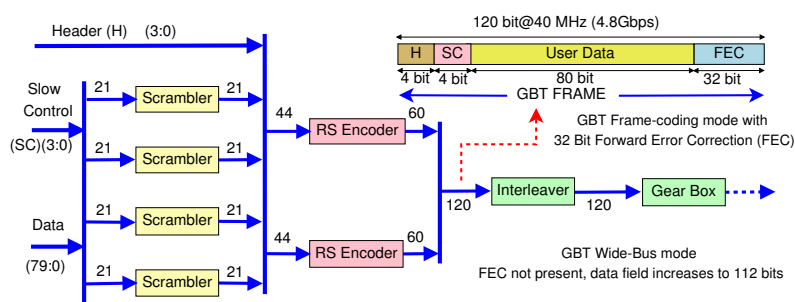 Header (H) (3:0)
120 bit@40 MHz (4.8Gbps)
H SC User Data FEC
4 bit 4 bit 80 bit 32 bit
GBT FRAME
GBT Frame-coding mode with
32 Bit Forward Error Correction (FEC)
Slow
Control
(SC)(3:0)
Data
(79:0)
21 Scrambler 21
21 Scrambler 21
21 Scrambler 21
21 Scrambler 21
44 RS Encoder 60
44 RS Encoder 60
120 Interleaver 120 Gear Box
GBT Wide-Bus mode
FEC not present, data field increases to 112 bits